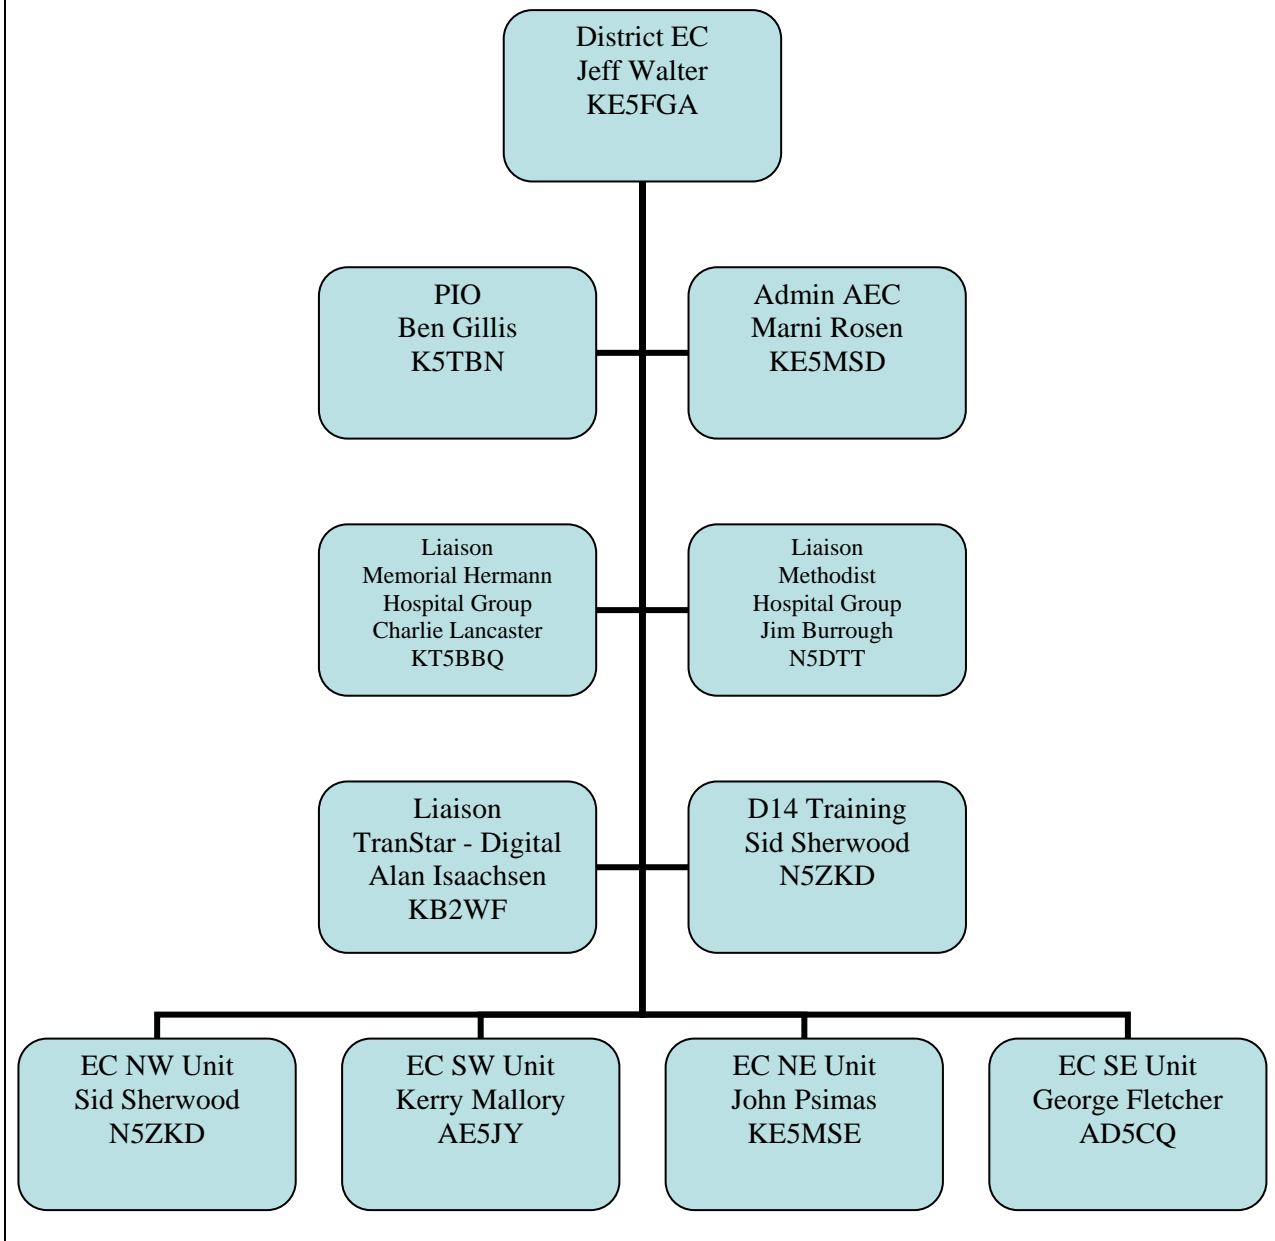 District EC
Jeff Walter
KE5FGA
PIO
Ben Gillis
K5TBN
Admin AEC
Marni Rosen
KE5MSD
Liaison
Memorial Hermann
Hospital Group
Charlie Lancaster
KT5BBQ
Liaison
Methodist
Hospital Group
Jim Burrough
N5DTT
Liaison
TranStar - Digital
Alan Isaachsen
KB2WF
D14 Training
Sid Sherwood
N5ZKD
EC NW Unit
Sid Sherwood
N5ZKD
EC SW Unit
Kerry Mallory
AE5JY
EC NE Unit
John Psimas
KE5MSE
EC SE Unit
George Fletcher
AD5CQ